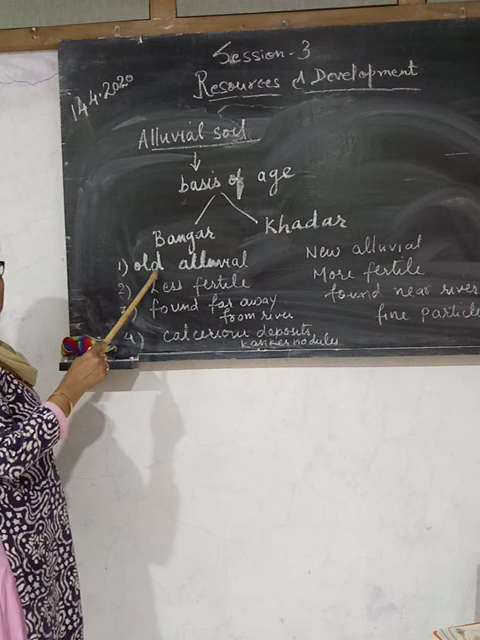 Session - 3
14.4.2020
Resources & Development
Alluvial soil
basis of age
Bangar
Khadar
1) old alluvial
New alluvial
2) Less fertile
More fertile
3) found far away
from river
found near river
fine particle
4) calcerious deposits
kanker nodules